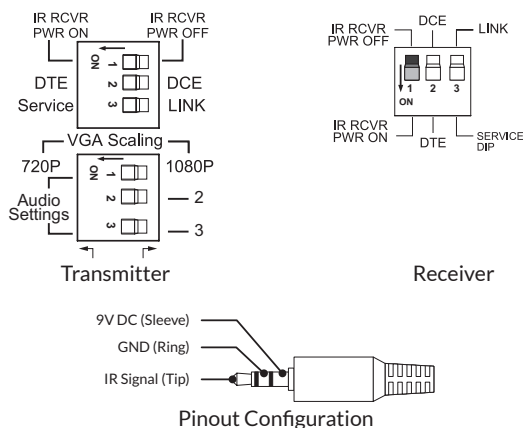 IR RCVR
PWR ON
IR RCVR
PWR OFF
ON
1
DTE
2
DCE
Service
3
LINK
VGA Scaling
720P
1080P
ON
1
Audio
Settings
2
2
3
3
Transmitter
IR RCVR
PWR OFF
DCE
LINK
1 2 3
ON
IR RCVR
PWR ON
DTE
SERVICE
DIP
Receiver
9V DC (Sleeve)
GND (Ring)
IR Signal (Tip)
Pinout Configuration